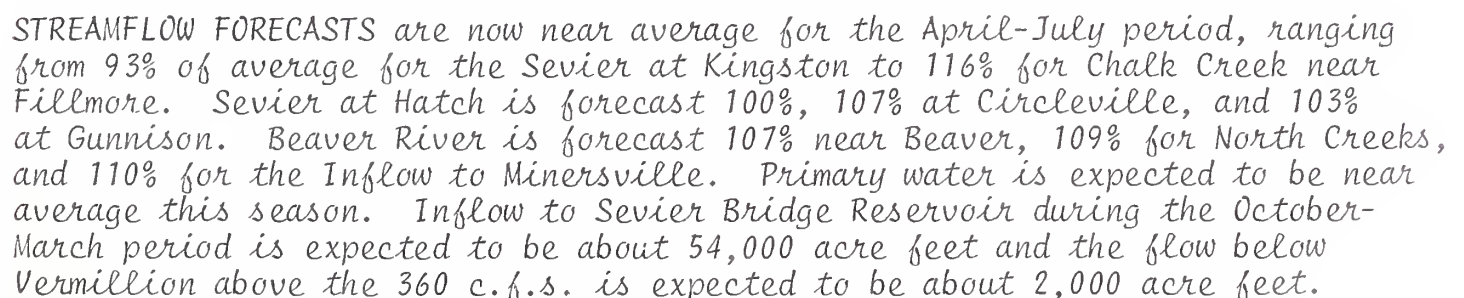 STREAMFLOW FORECASTS are now near average for the April-July period, ranging
from 93% of average for the Sevier at Kingston to 116% for Chalk Creek near
Fillmore. Sevier at Hatch is forecast 100%, 107% at Circleville, and 103%
at Gunnison. Beaver River is forecast 107% near Beaver, 109% for North Creeks,
and 110% for the Inflow to Minersville. Primary water is expected to be near
average this season. Inflow to Sevier Bridge Reservoir during the October-
March period is expected to be about 54,000 acre feet and the flow below
Vermillion above the 360 c.f.s. is expected to be about 2,000 acre feet.